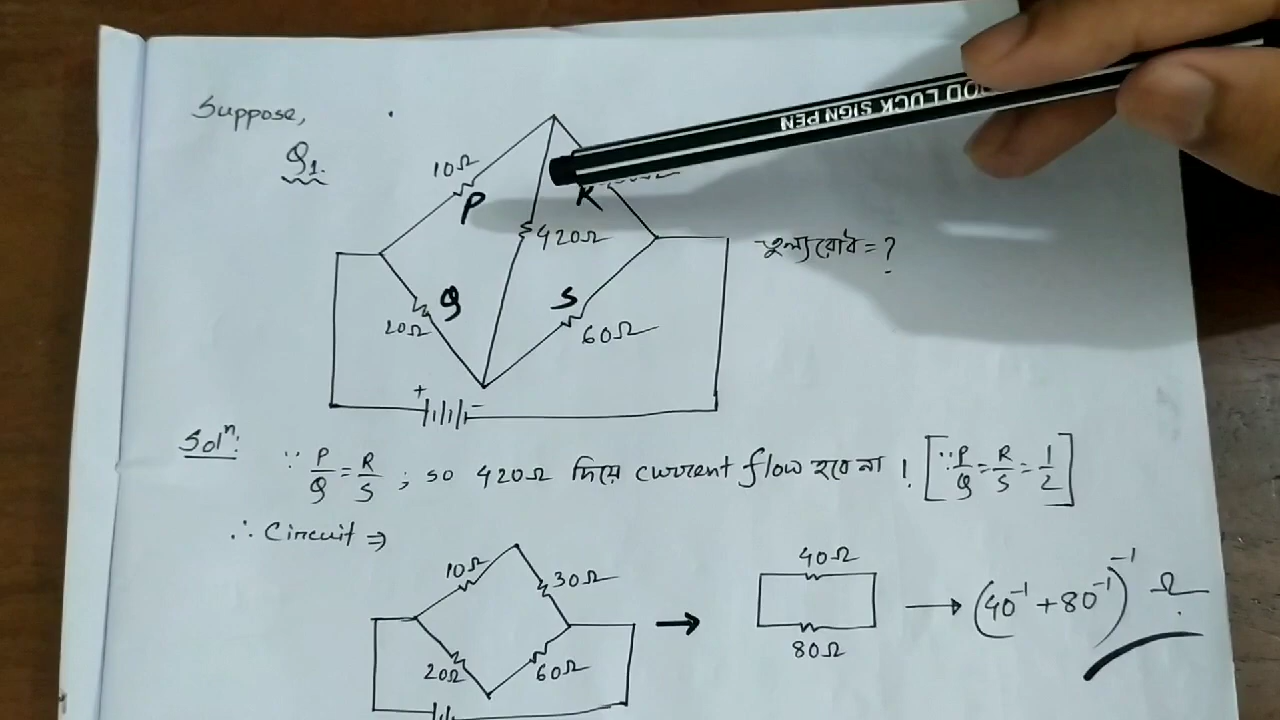 Suppose,
Q1.
10Ω
P
R
420Ω
তুল্যরোধ = ?
Q
S
20Ω
60Ω
+ -
GOOD LUCK SIGN PEN
Solⁿ:
∵ P/Q = R/S ; so 420Ω দিয়ে current flow হবে না ! [∵ P/Q = R/S = 1/2]
∴ Circuit ⇒
10Ω
30Ω
20Ω
60Ω
→
40Ω
80Ω
→ (40⁻¹ + 80⁻¹)⁻¹ Ω